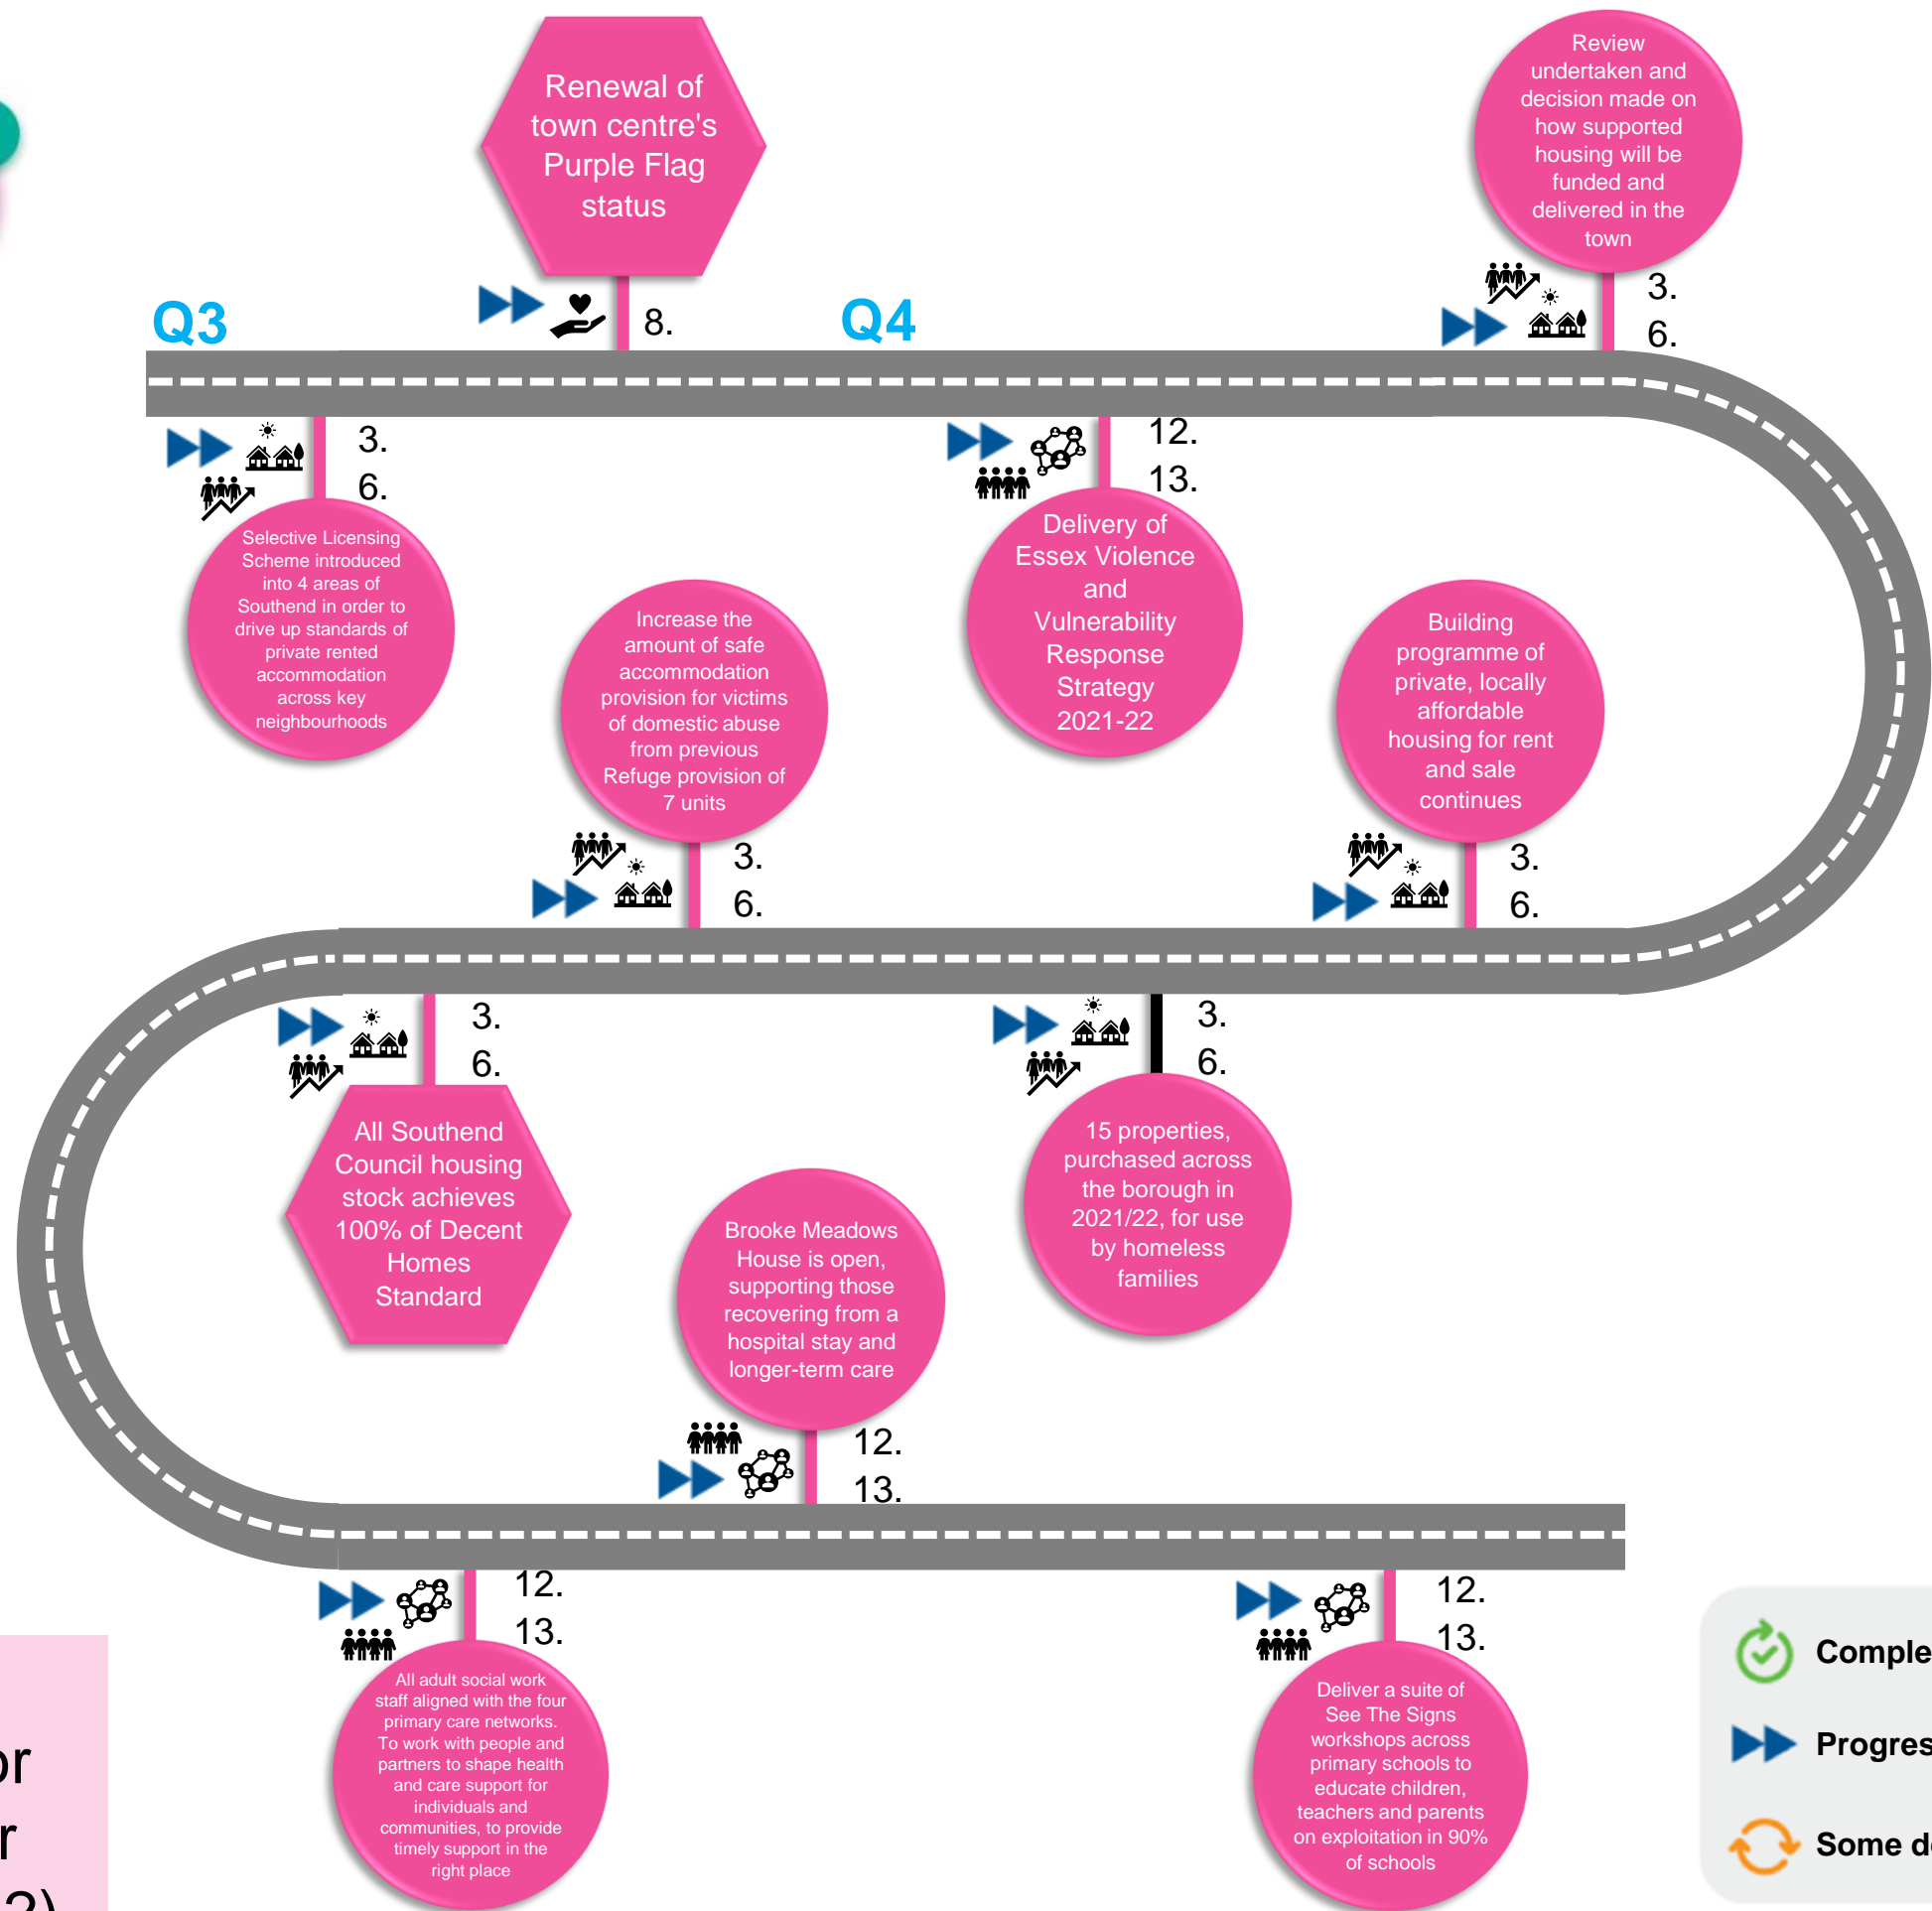 Renewal of
town centre's
Purple Flag
status
Review
undertaken and
decision made on
how supported
housing will be
funded and
delivered in the
town
Q3
8.
Q4
3.
6.
3.
6.
12.
13.
Selective Licensing
Scheme introduced
into 4 areas of
Southend in order to
drive up standards of
private rented
accommodation
across key
neighbourhoods
Increase the
amount of safe
accommodation
provision for victims
of domestic abuse
from previous
Refuge provision of
7 units
Delivery of
Essex Violence
and
Vulnerability
Response
Strategy
2021-22
Building
programme of
private, locally
affordable
housing for rent
and sale
continues
3.
6.
3.
6.
3.
6.
3.
6.
All Southend
Council housing
stock achieves
100% of Decent
Homes
Standard
Brooke Meadows
House is open,
supporting those
recovering from a
hospital stay and
longer-term care
15 properties,
purchased across
the borough in
2021/22, for use
by homeless
families
12.
13.
12.
13.
12.
13.
All adult social work
staff aligned with the four
primary care networks.
To work with people and
partners to shape health
and care support for
individuals and
communities, to provide
timely support in the
right place
Deliver a suite of
See The Signs
workshops across
primary schools to
educate children,
teachers and parents
on exploitation in 90%
of schools
or
r
2)
Comple
Progres
Some de